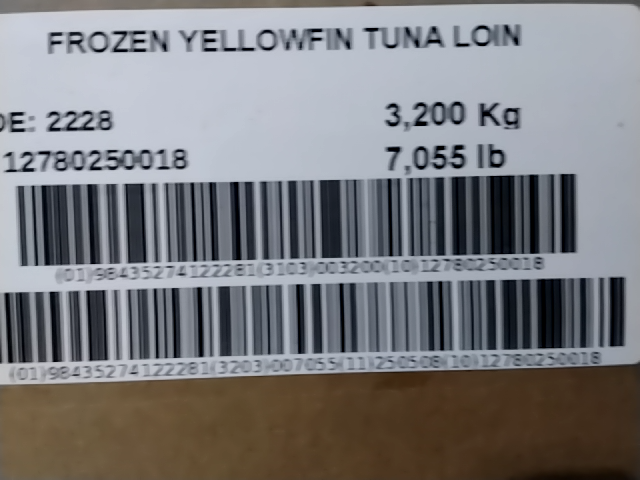 FROZEN YELLOWFIN TUNA LOIN
DE: 2228 3,200 Kg
12780250018 7,055 lb
(01)98435274122281(3103)003200(10)12780250018
(01)98435274122281(3203)007055(11)250508(10)12780250018